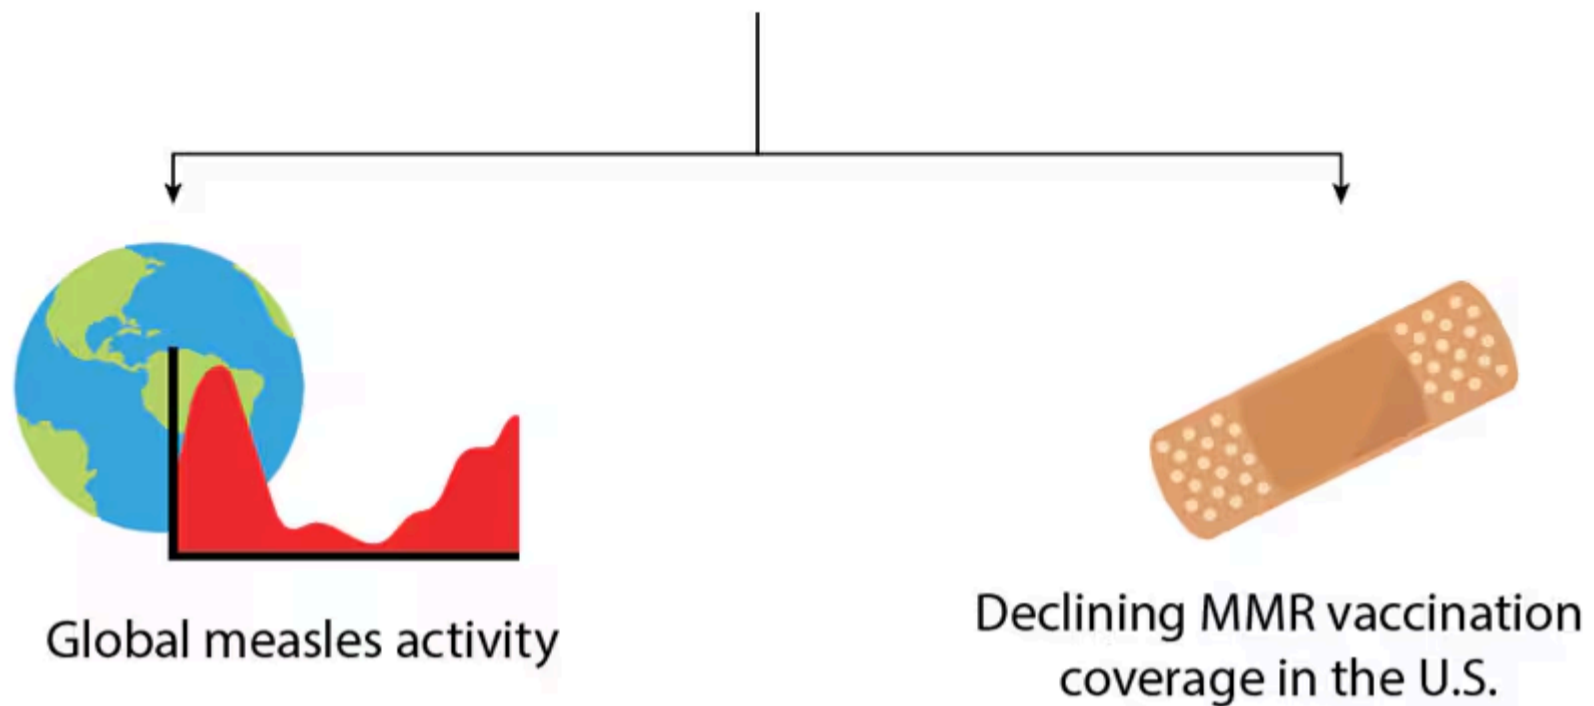 Global measles activity
Declining MMR vaccination
coverage in the U.S.